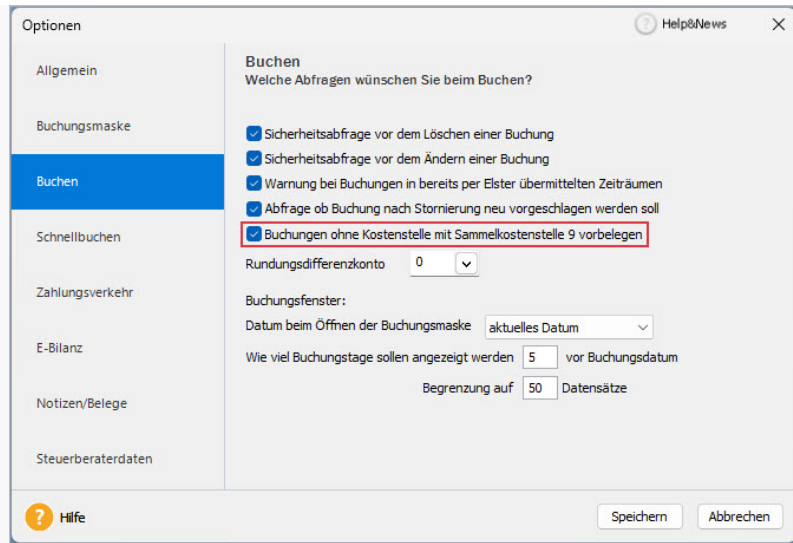 Optionen
? Help&News
Allgemein
Buchungsmaske
Buchen
Schnellbuchen
Zahlungsverkehr
E-Bilanz
Notizen/Belege
Steuerberaterdaten
Buchen
Welche Abfragen wünschen Sie beim Buchen?
Sicherheitsabfrage vor dem Löschen einer Buchung
Sicherheitsabfrage vor dem Ändern einer Buchung
Warnung bei Buchungen in bereits per Elster übermittelten Zeiträumen
Abfrage ob Buchung nach Stornierung neu vorgeschlagen werden soll
Buchungen ohne Kostenstelle mit Sammelkostenstelle 9 vorbelegen
Rundungsdifferenzkonto 0
Buchungsfenster:
Datum beim Öffnen der Buchungsmaske aktuelles Datum
Wie viel Buchungstage sollen angezeigt werden 5 vor Buchungsdatum
Begrenzung auf 50 Datensätze
? Hilfe
Speichern Abbrechen